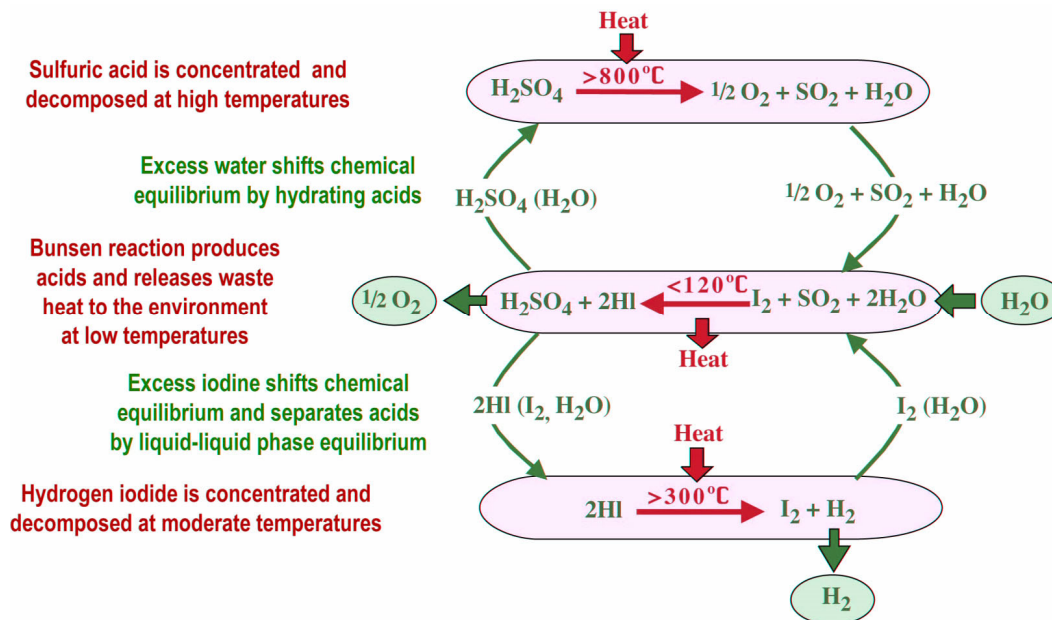 Heat
Sulfuric acid is concentrated and
decomposed at high temperatures
>800°C
H₂SO₄
1/2 O₂ + SO₂ + H₂O
Excess water shifts chemical
equilibrium by hydrating acids
H₂SO₄ (H₂O)
1/2 O₂ + SO₂ + H₂O
Bunsen reaction produces
acids and releases waste
heat to the environment
at low temperatures
1/2 O₂
H₂SO₄ + 2HI
<120°C
I₂ + SO₂ + 2H₂O
H₂O
Heat
Excess iodine shifts chemical
equilibrium and separates acids
by liquid-liquid phase equilibrium
2HI (I₂, H₂O)
I₂ (H₂O)
Heat
Hydrogen iodide is concentrated and
decomposed at moderate temperatures
>300°C
2HI
I₂ + H₂
H₂